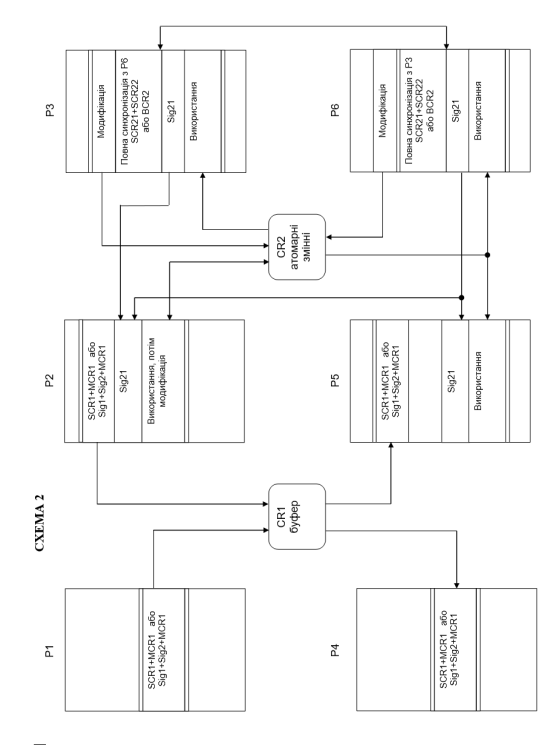 СХЕМА 2
P1
SCR1+MCR1 або
Sig1+Sig2+MCR1
P2
SCR1+MCR1 або
Sig1+Sig2+MCR1
Sig21
Використання, потім
модифікація
P3
Модифікація
Повна синхронізація з P6
SCR21+SCR22
або BCR2
Sig21
Використання
CR1
буфер
CR2
атомарні
змінні
P4
SCR1+MCR1 або
Sig1+Sig2+MCR1
P5
SCR1+MCR1 або
Sig1+Sig2+MCR1
Sig21
Використання
P6
Модифікація
Повна синхронізація з P3
SCR21+SCR22
або BCR2
Sig21
Використання